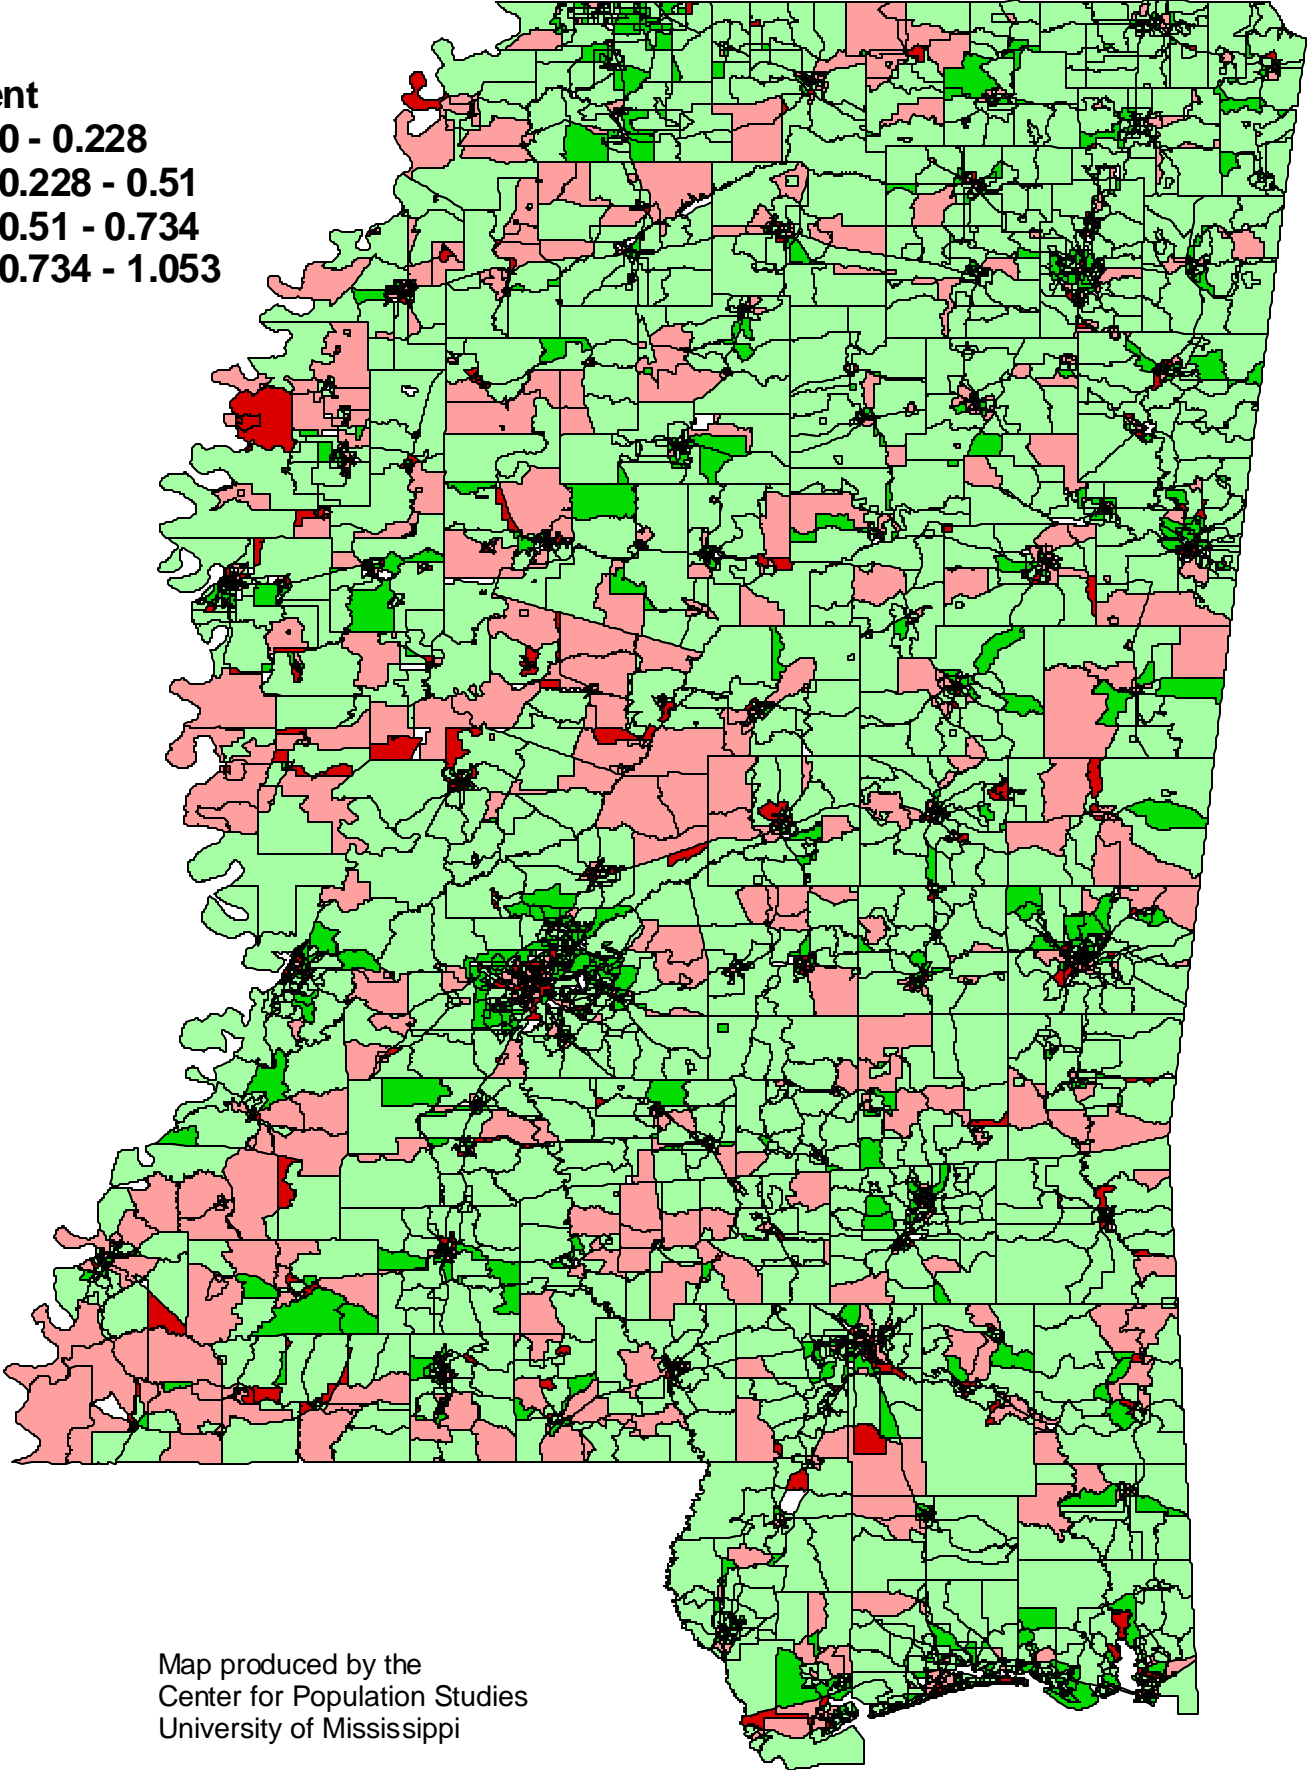 ent
0 - 0.228
0.228 - 0.51
0.51 - 0.734
0.734 - 1.053
Map produced by the
Center for Population Studies
University of Mississippi